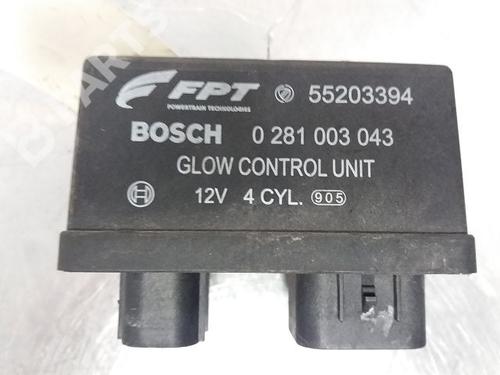 FPT 55203394
POWERTRAIN TECHNOLOGIES
BOSCH 0 281 003 043
GLOW CONTROL UNIT
12V 4 CYL. 905